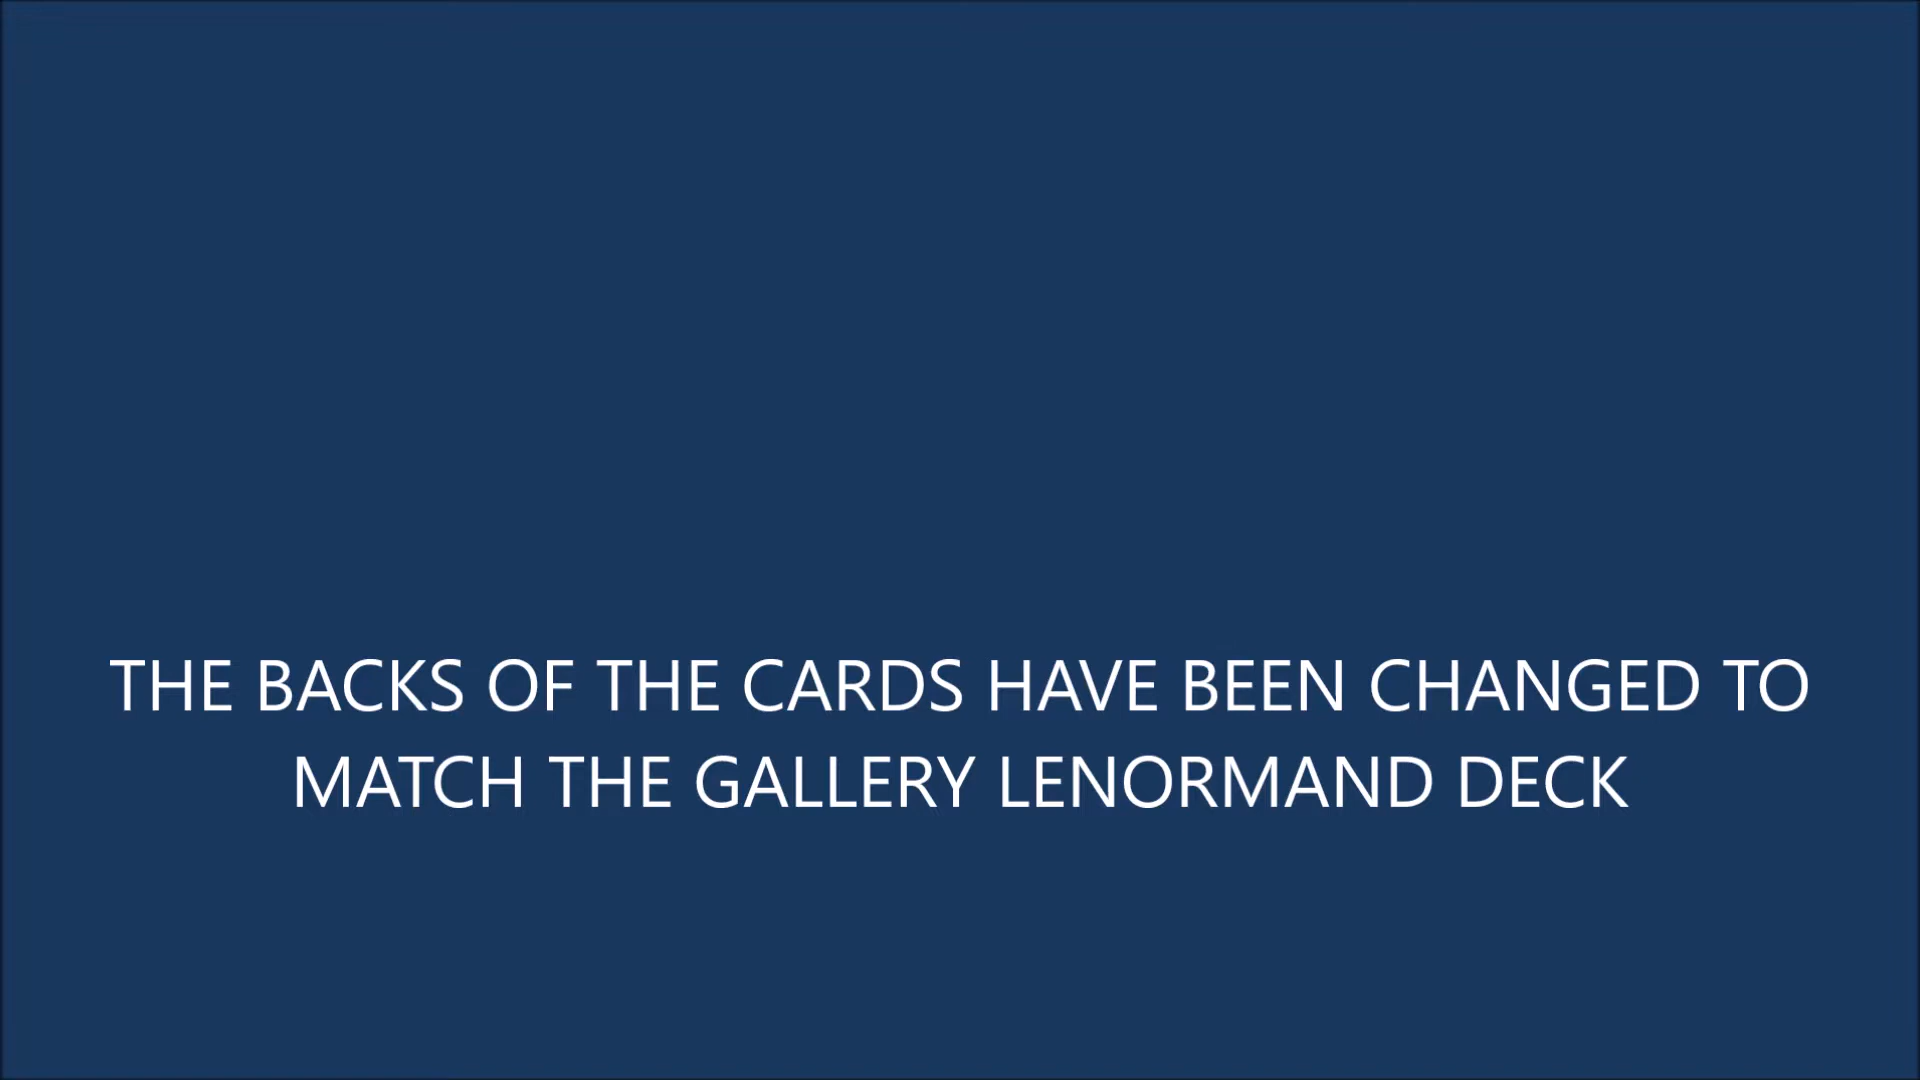 THE BACKS OF THE CARDS HAVE BEEN CHANGED TO
MATCH THE GALLERY LENORMAND DECK